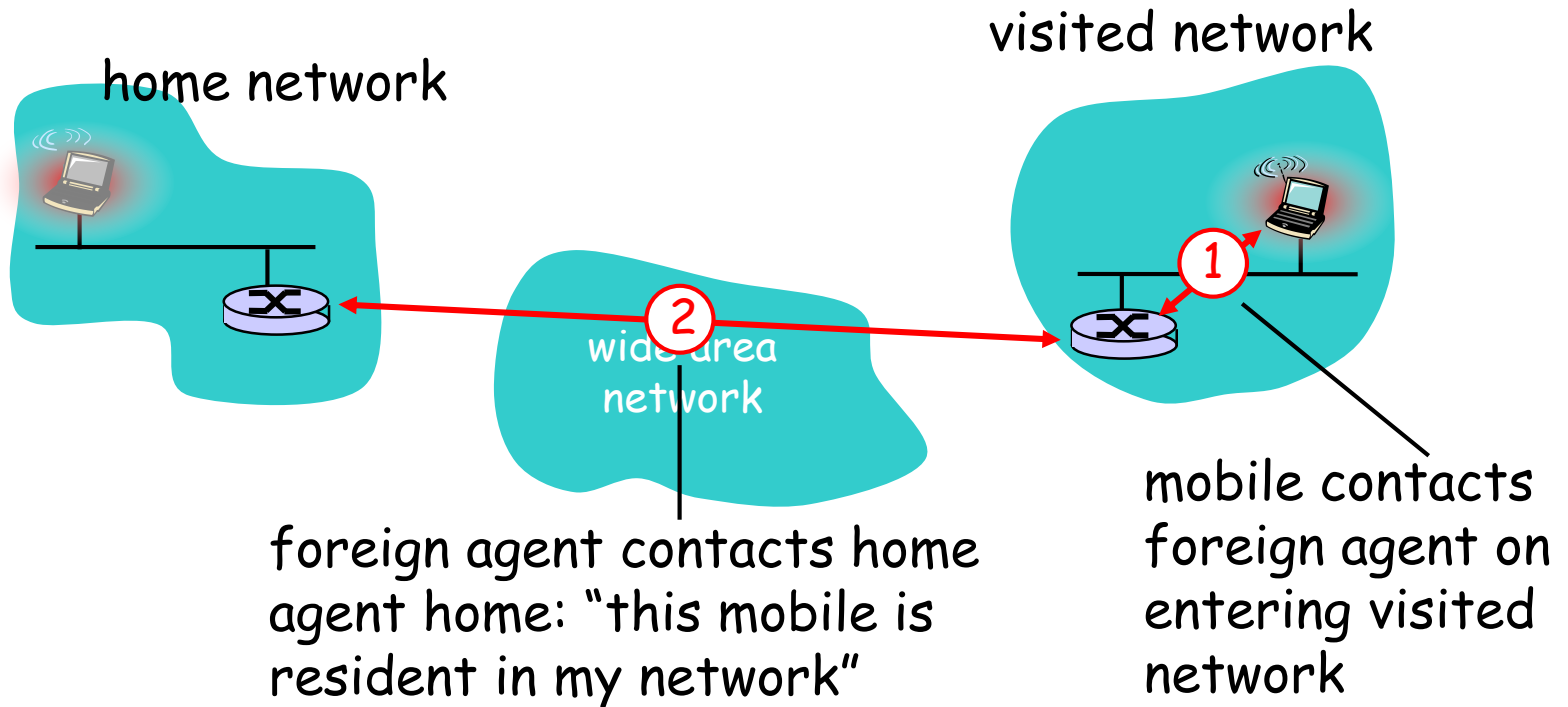 visited network
home network
1
2
wide area
network
mobile contacts
foreign agent on
entering visited
network
foreign agent contacts home
agent home: “this mobile is
resident in my network”